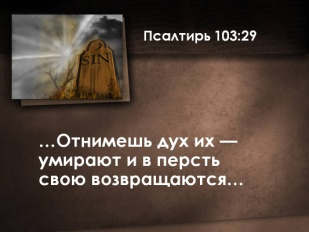 Псалтирь 103:29
SIN
…Отнимешь дух их —
умирают и в персть
свою возвращаются…